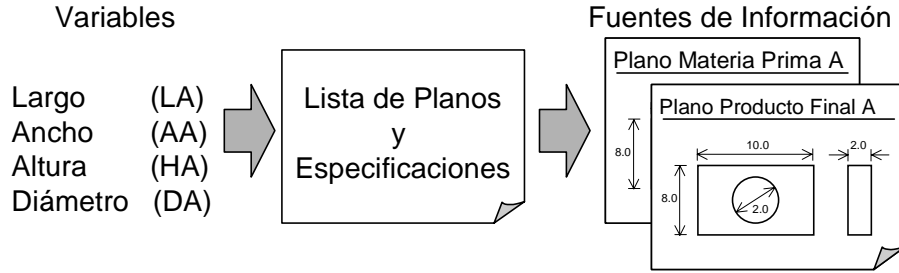 Variables
Largo (LA)
Ancho (AA)
Altura (HA)
Diámetro (DA)
Lista de Planos
y
Especificaciones
Fuentes de Información
Plano Materia Prima A
8.0
Plano Producto Final A
10.0
2.0
8.0
2.0